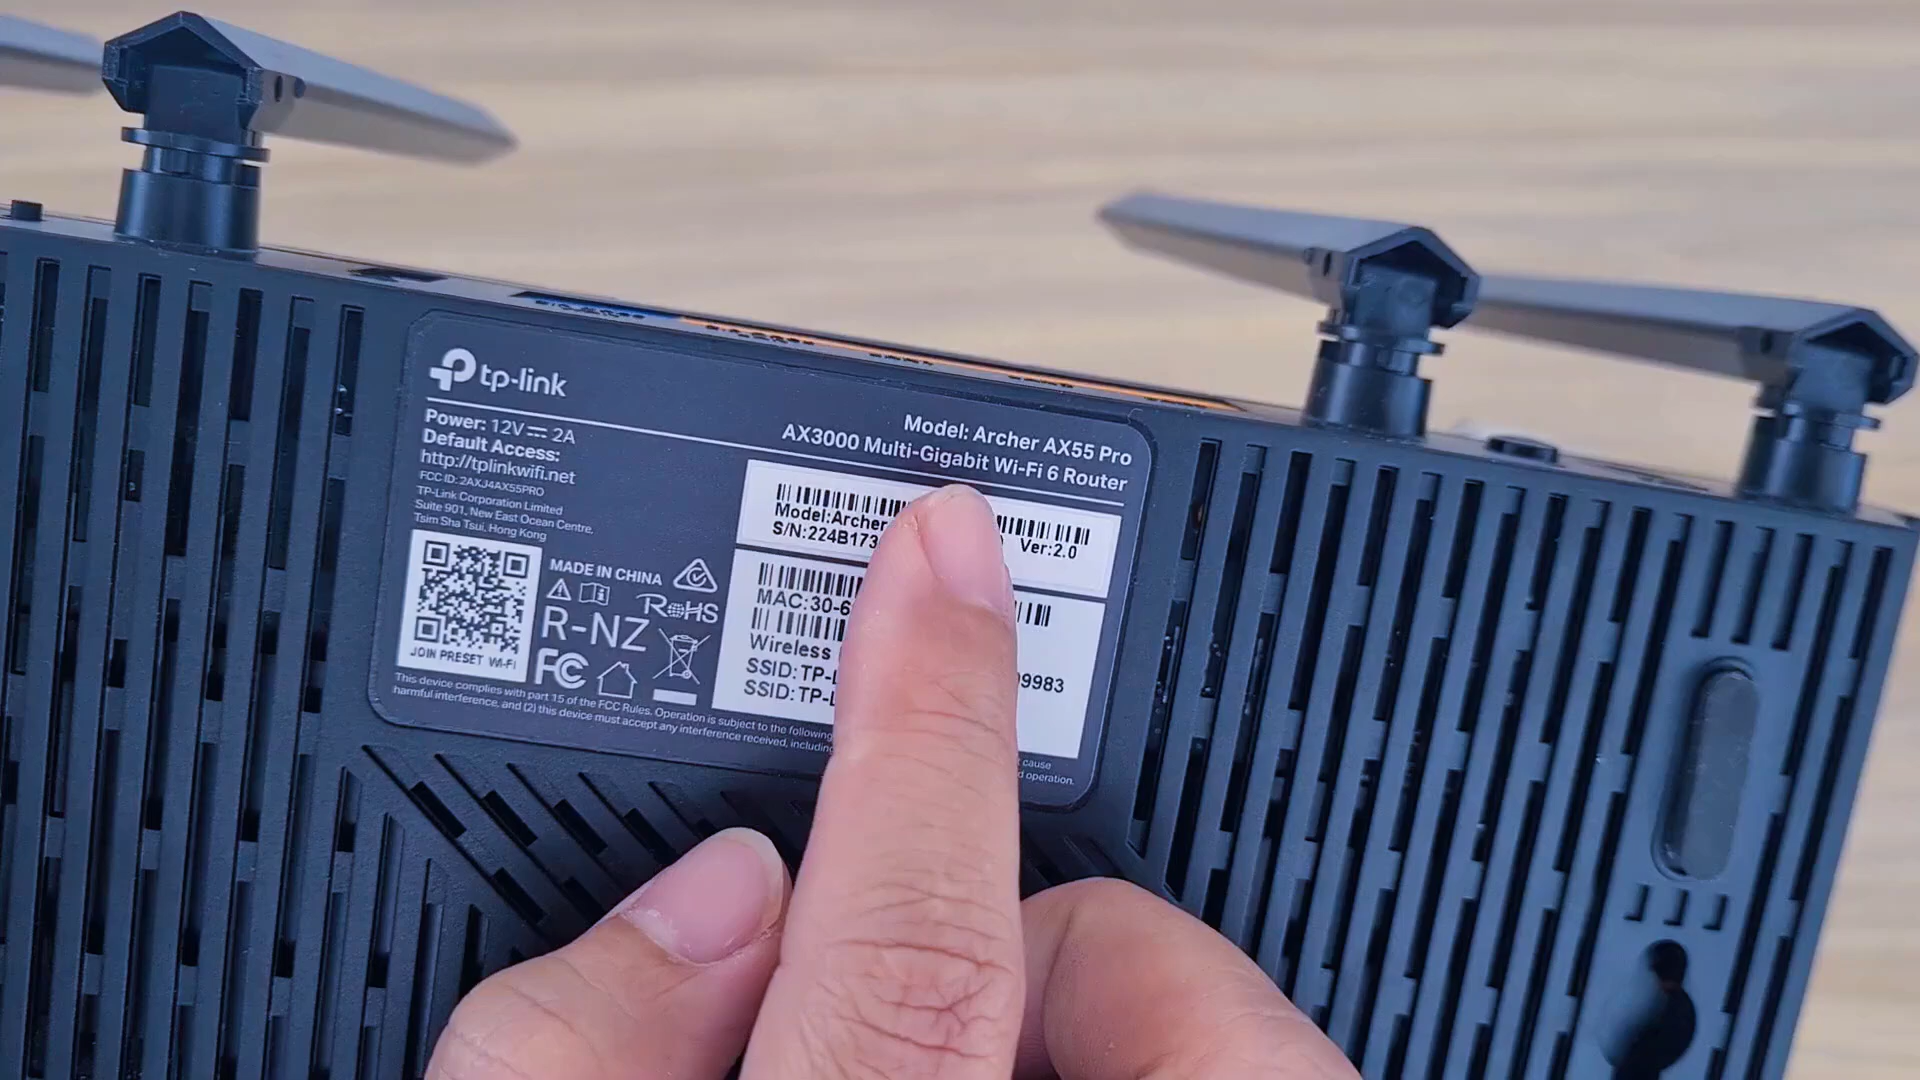 tp-link
Power: 12V⎓2A
Default Access:
http://tplinkwifi.net
FCC ID: 2AXJ4AX55PRO
TP-Link Corporation Limited
Suite 901, New East Ocean Centre,
Tsim Sha Tsui, Hong Kong
Model: Archer AX55 Pro
AX3000 Multi-Gigabit Wi-Fi 6 Router
Model:Archer
S/N:224B173 Ver:2.0
MAC:30-6
Wireless
SSID:TP-L 9983
SSID:TP-L
JOIN PRESET WI-FI
MADE IN CHINA
RoHS
R-NZ
FC
This device complies with part 15 of the FCC Rules. Operation is subject to the following cause
harmful interference, and (2) this device must accept any interference received, including operation.